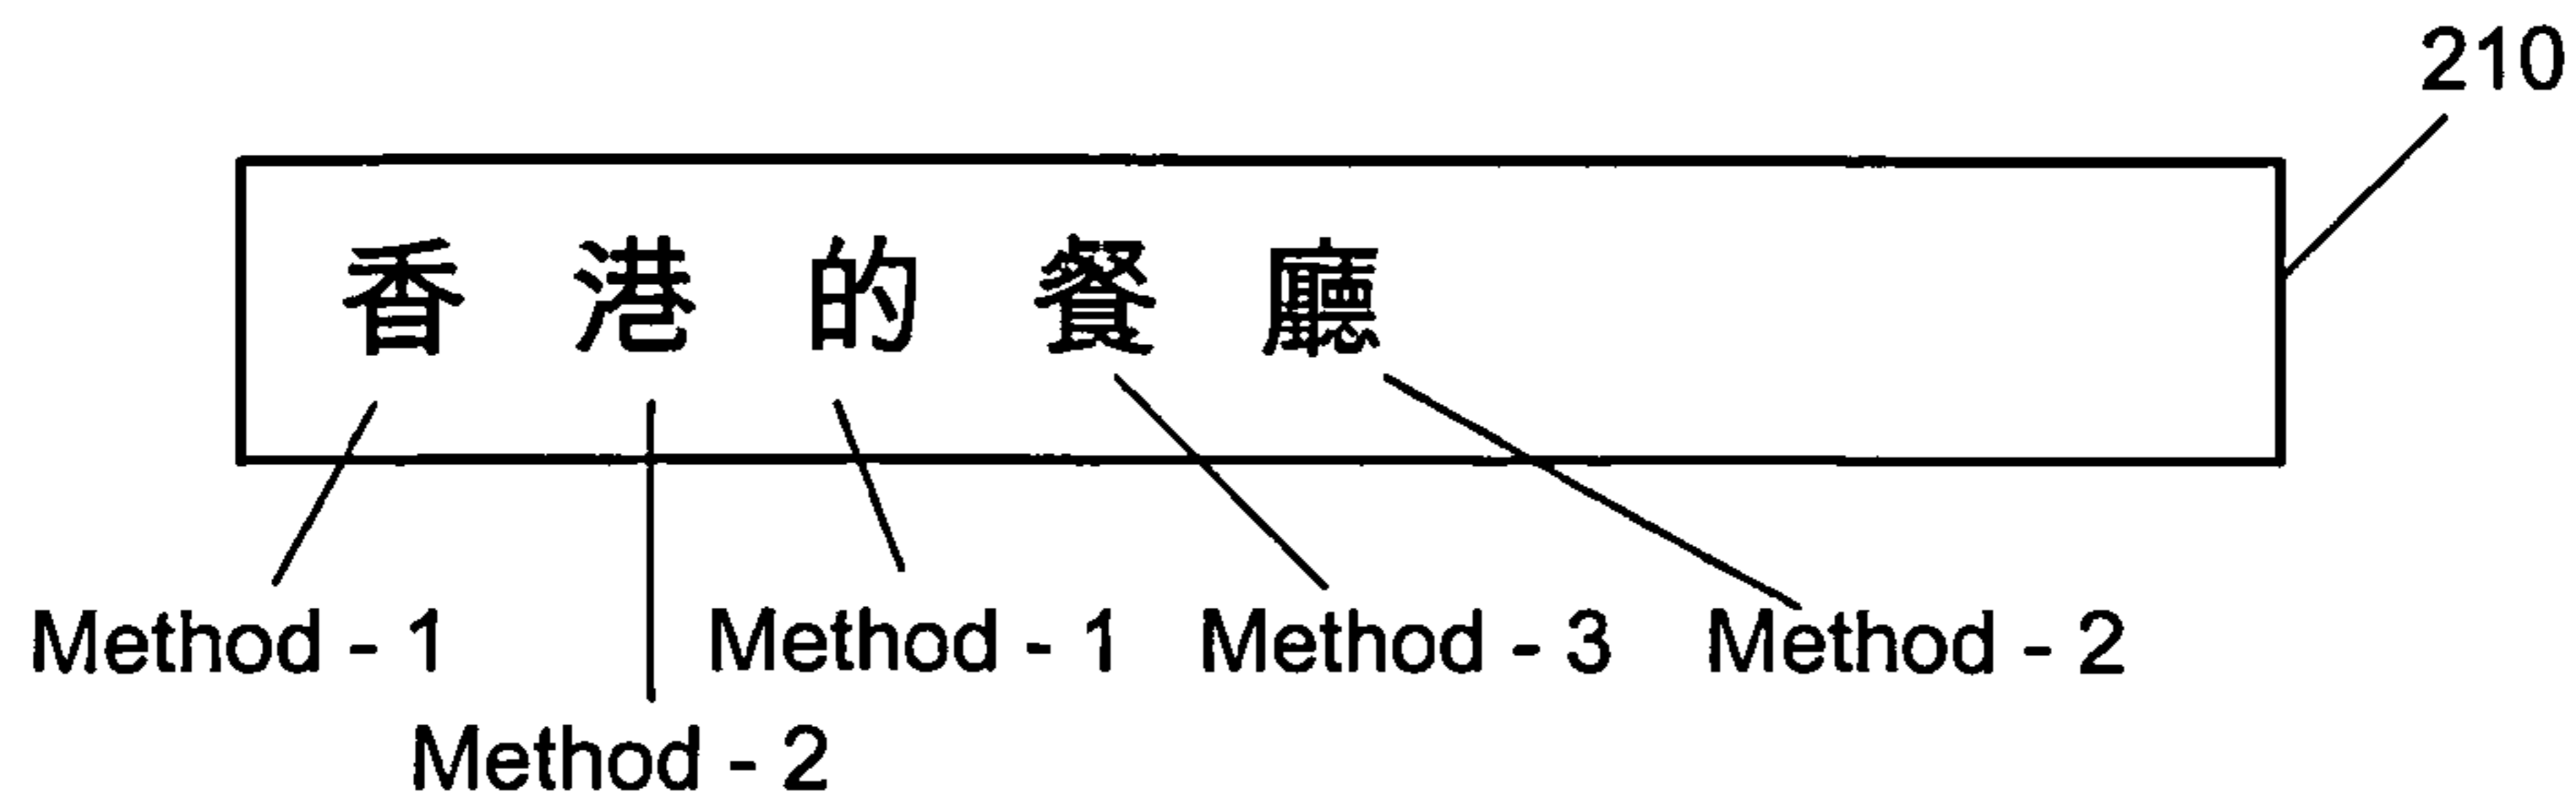 210
香 港 的 餐 廳
Method - 1 Method - 1 Method - 3 Method - 2
Method - 2